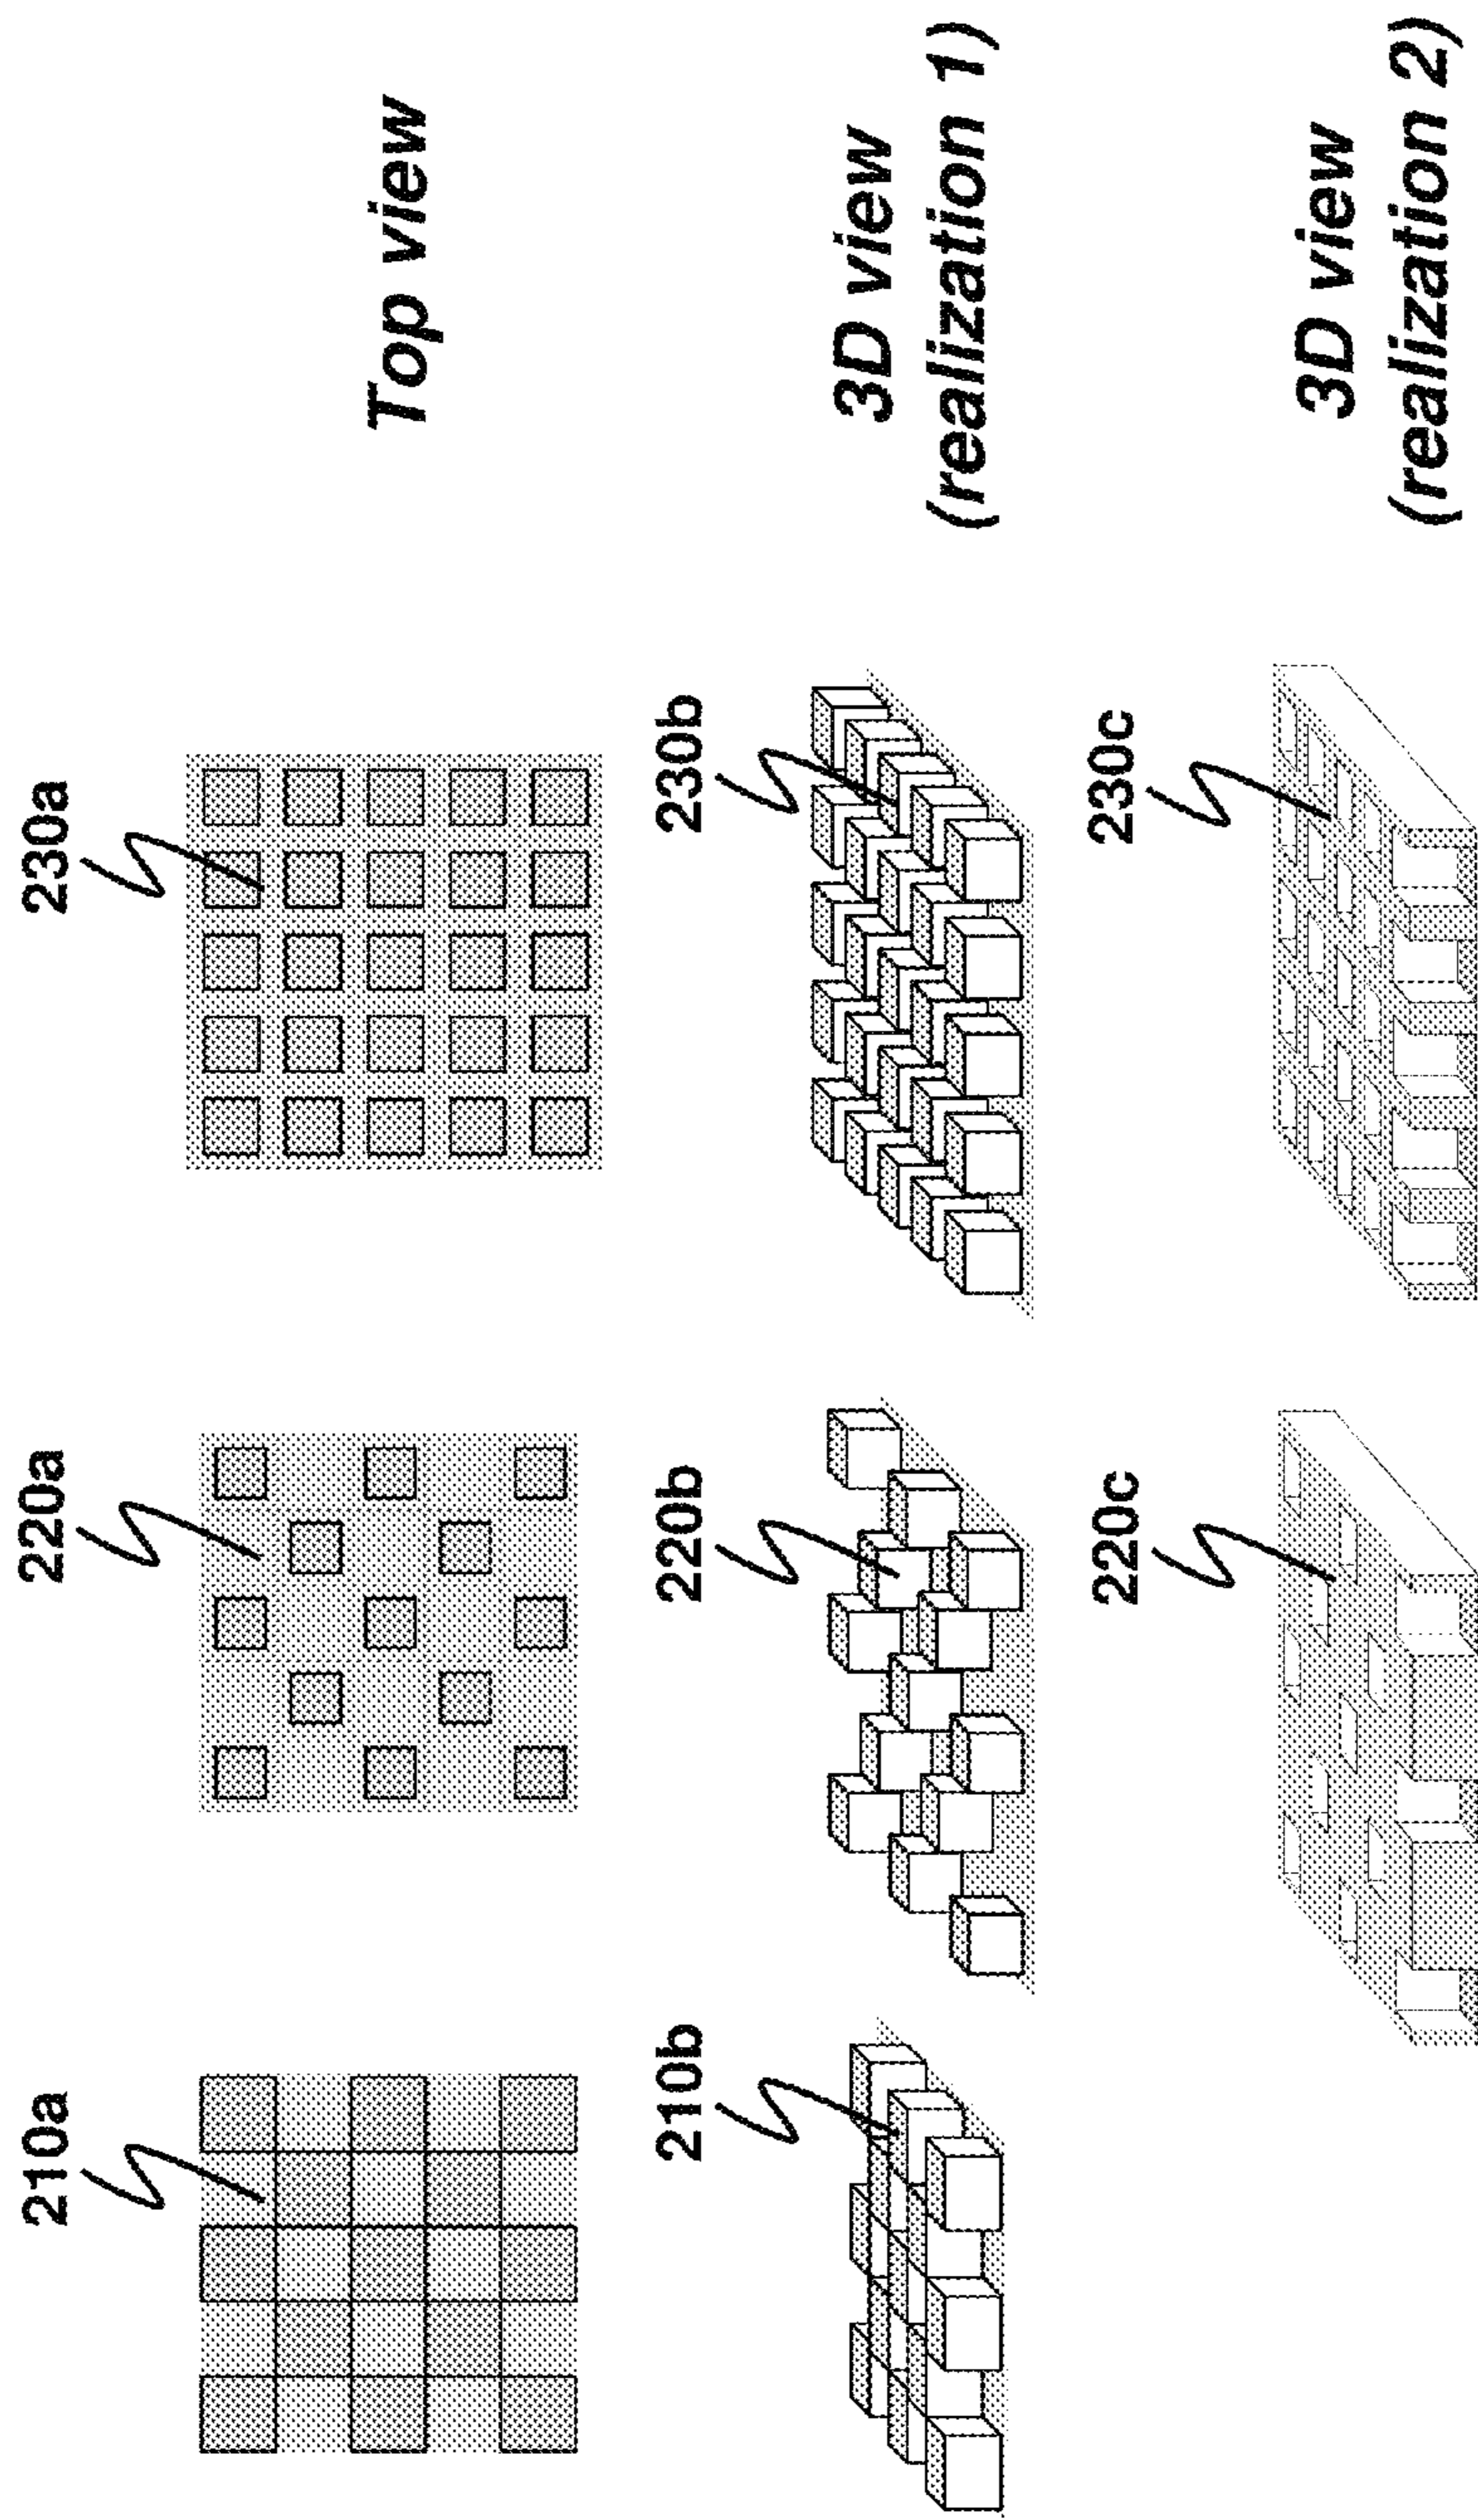 210a
220a
230a
Top view
210b
220b
230b
3D view
(realization 1)
220c
230c
3D view
(realization 2)